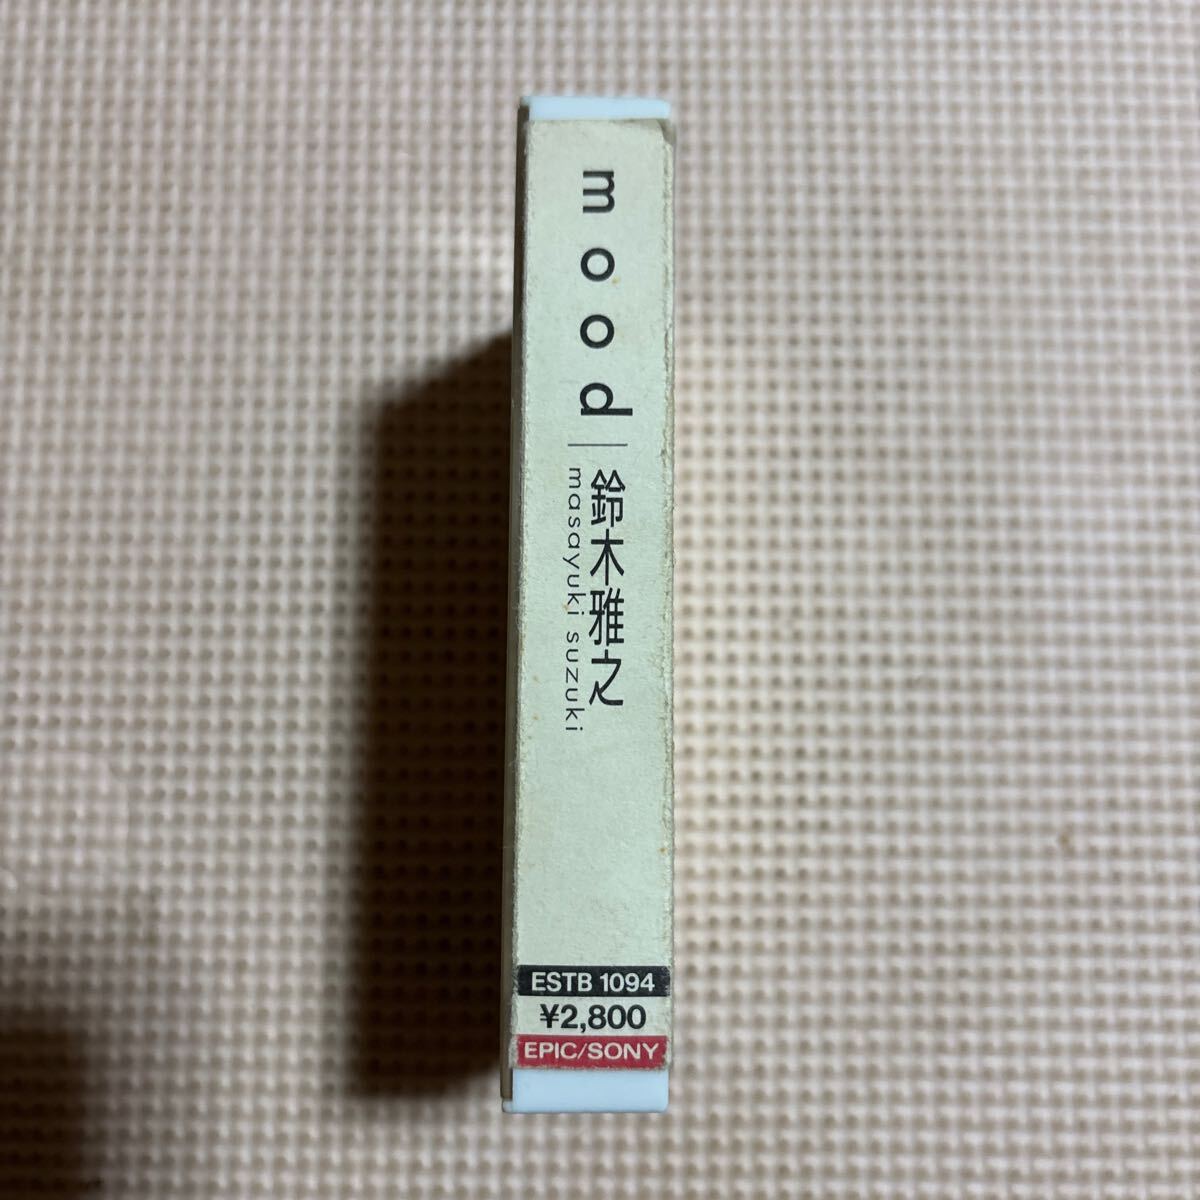 mood
鈴木雅之
masayuki suzuki
ESTB 1094
¥2,800
EPIC/SONY